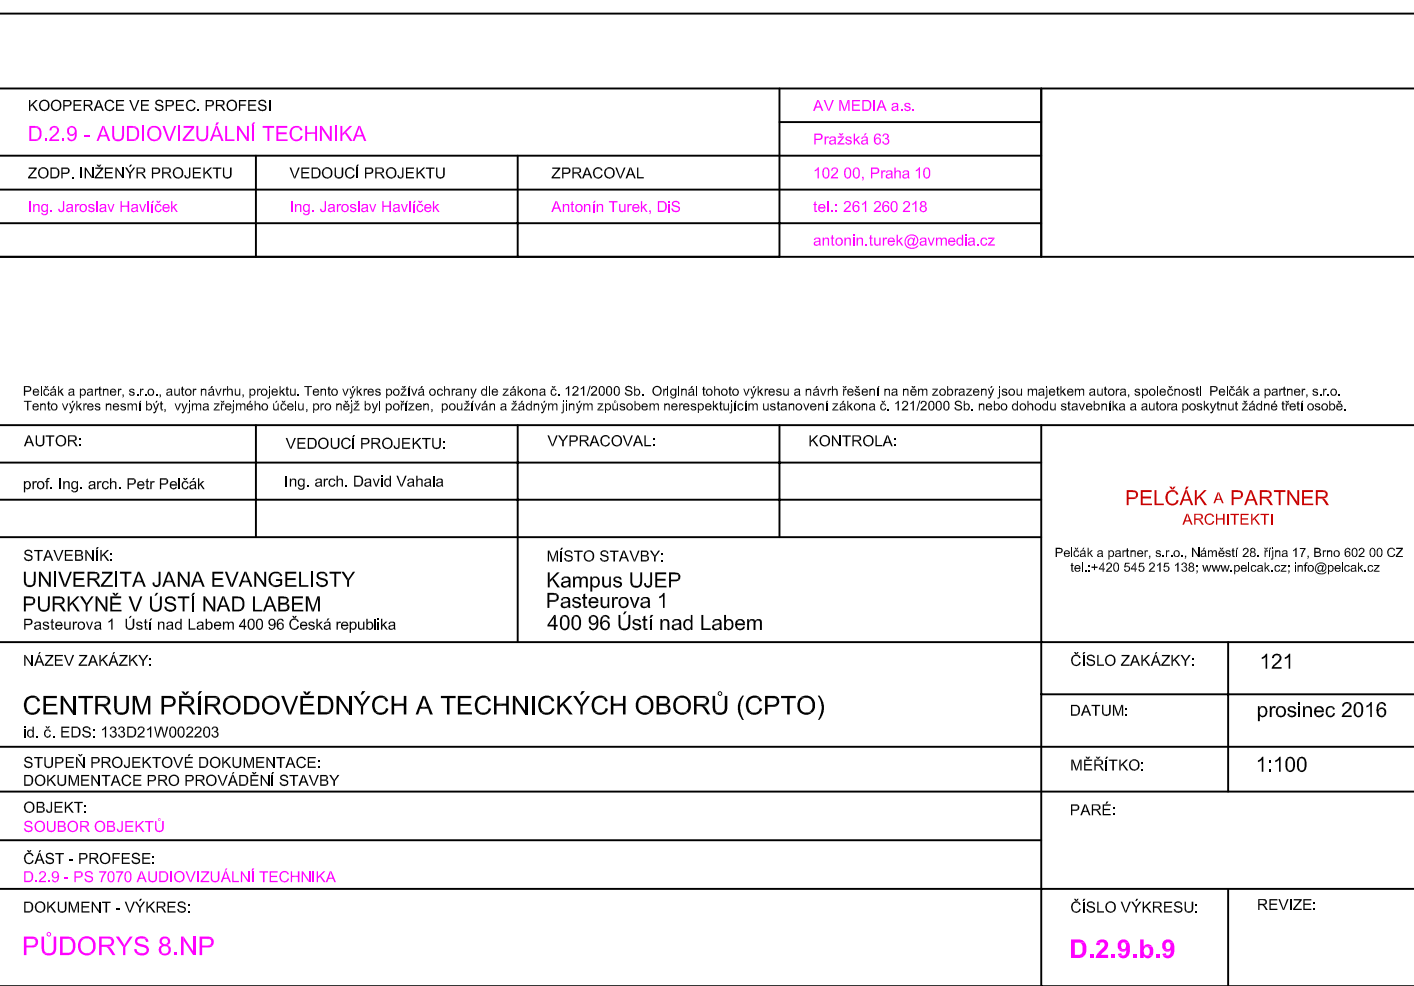 KOOPERACE VE SPEC. PROFESI
D.2.9 - AUDIOVIZUÁLNÍ TECHNIKA
AV MEDIA a.s.
Pražská 63
ZODP. INŽENÝR PROJEKTU VEDOUCÍ PROJEKTU ZPRACOVAL 102 00, Praha 10
Ing. Jaroslav Havlíček Ing. Jaroslav Havlíček Antonín Turek, DiS tel.: 261 260 218
antonin.turek@avmedia.cz
Pelčák a partner, s.r.o., autor návrhu, projektu. Tento výkres požívá ochrany dle zákona č. 121/2000 Sb. Originál tohoto výkresu a návrh řešení na něm zobrazený jsou majetkem autora, společnosti Pelčák a partner, s.r.o.
Tento výkres nesmí být, vyjma zřejmého účelu, pro nějž byl pořízen, používán a žádným jiným způsobem nerespektujícím ustanovení zákona č. 121/2000 Sb. nebo dohodu stavebníka a autora poskytnut žádné třetí osobě.
AUTOR: VEDOUCÍ PROJEKTU: VYPRACOVAL: KONTROLA:
prof. Ing. arch. Petr Pelčák Ing. arch. David Vahala
PELČÁK A PARTNER
ARCHITEKTI
Pelčák a partner, s.r.o., Náměstí 28. října 17, Brno 602 00 CZ
tel.:+420 545 215 138; www.pelcak.cz; info@pelcak.cz
STAVEBNÍK:
UNIVERZITA JANA EVANGELISTY
PURKYNĚ V ÚSTÍ NAD LABEM
Pasteurova 1 Ústí nad Labem 400 96 Česká republika
MÍSTO STAVBY:
Kampus UJEP
Pasteurova 1
400 96 Ústí nad Labem
NÁZEV ZAKÁZKY:
CENTRUM PŘÍRODOVĚDNÝCH A TECHNICKÝCH OBORŮ (CPTO)
id. č. EDS: 133D21W002203
ČÍSLO ZAKÁZKY: 121
DATUM: prosinec 2016
STUPEŇ PROJEKTOVÉ DOKUMENTACE:
DOKUMENTACE PRO PROVÁDĚNÍ STAVBY
MĚŘÍTKO: 1:100
OBJEKT:
SOUBOR OBJEKTŮ
PARÉ:
ČÁST - PROFESE:
D.2.9 - PS 7070 AUDIOVIZUÁLNÍ TECHNIKA
DOKUMENT - VÝKRES:
PŮDORYS 8.NP
ČÍSLO VÝKRESU:
D.2.9.b.9
REVIZE: